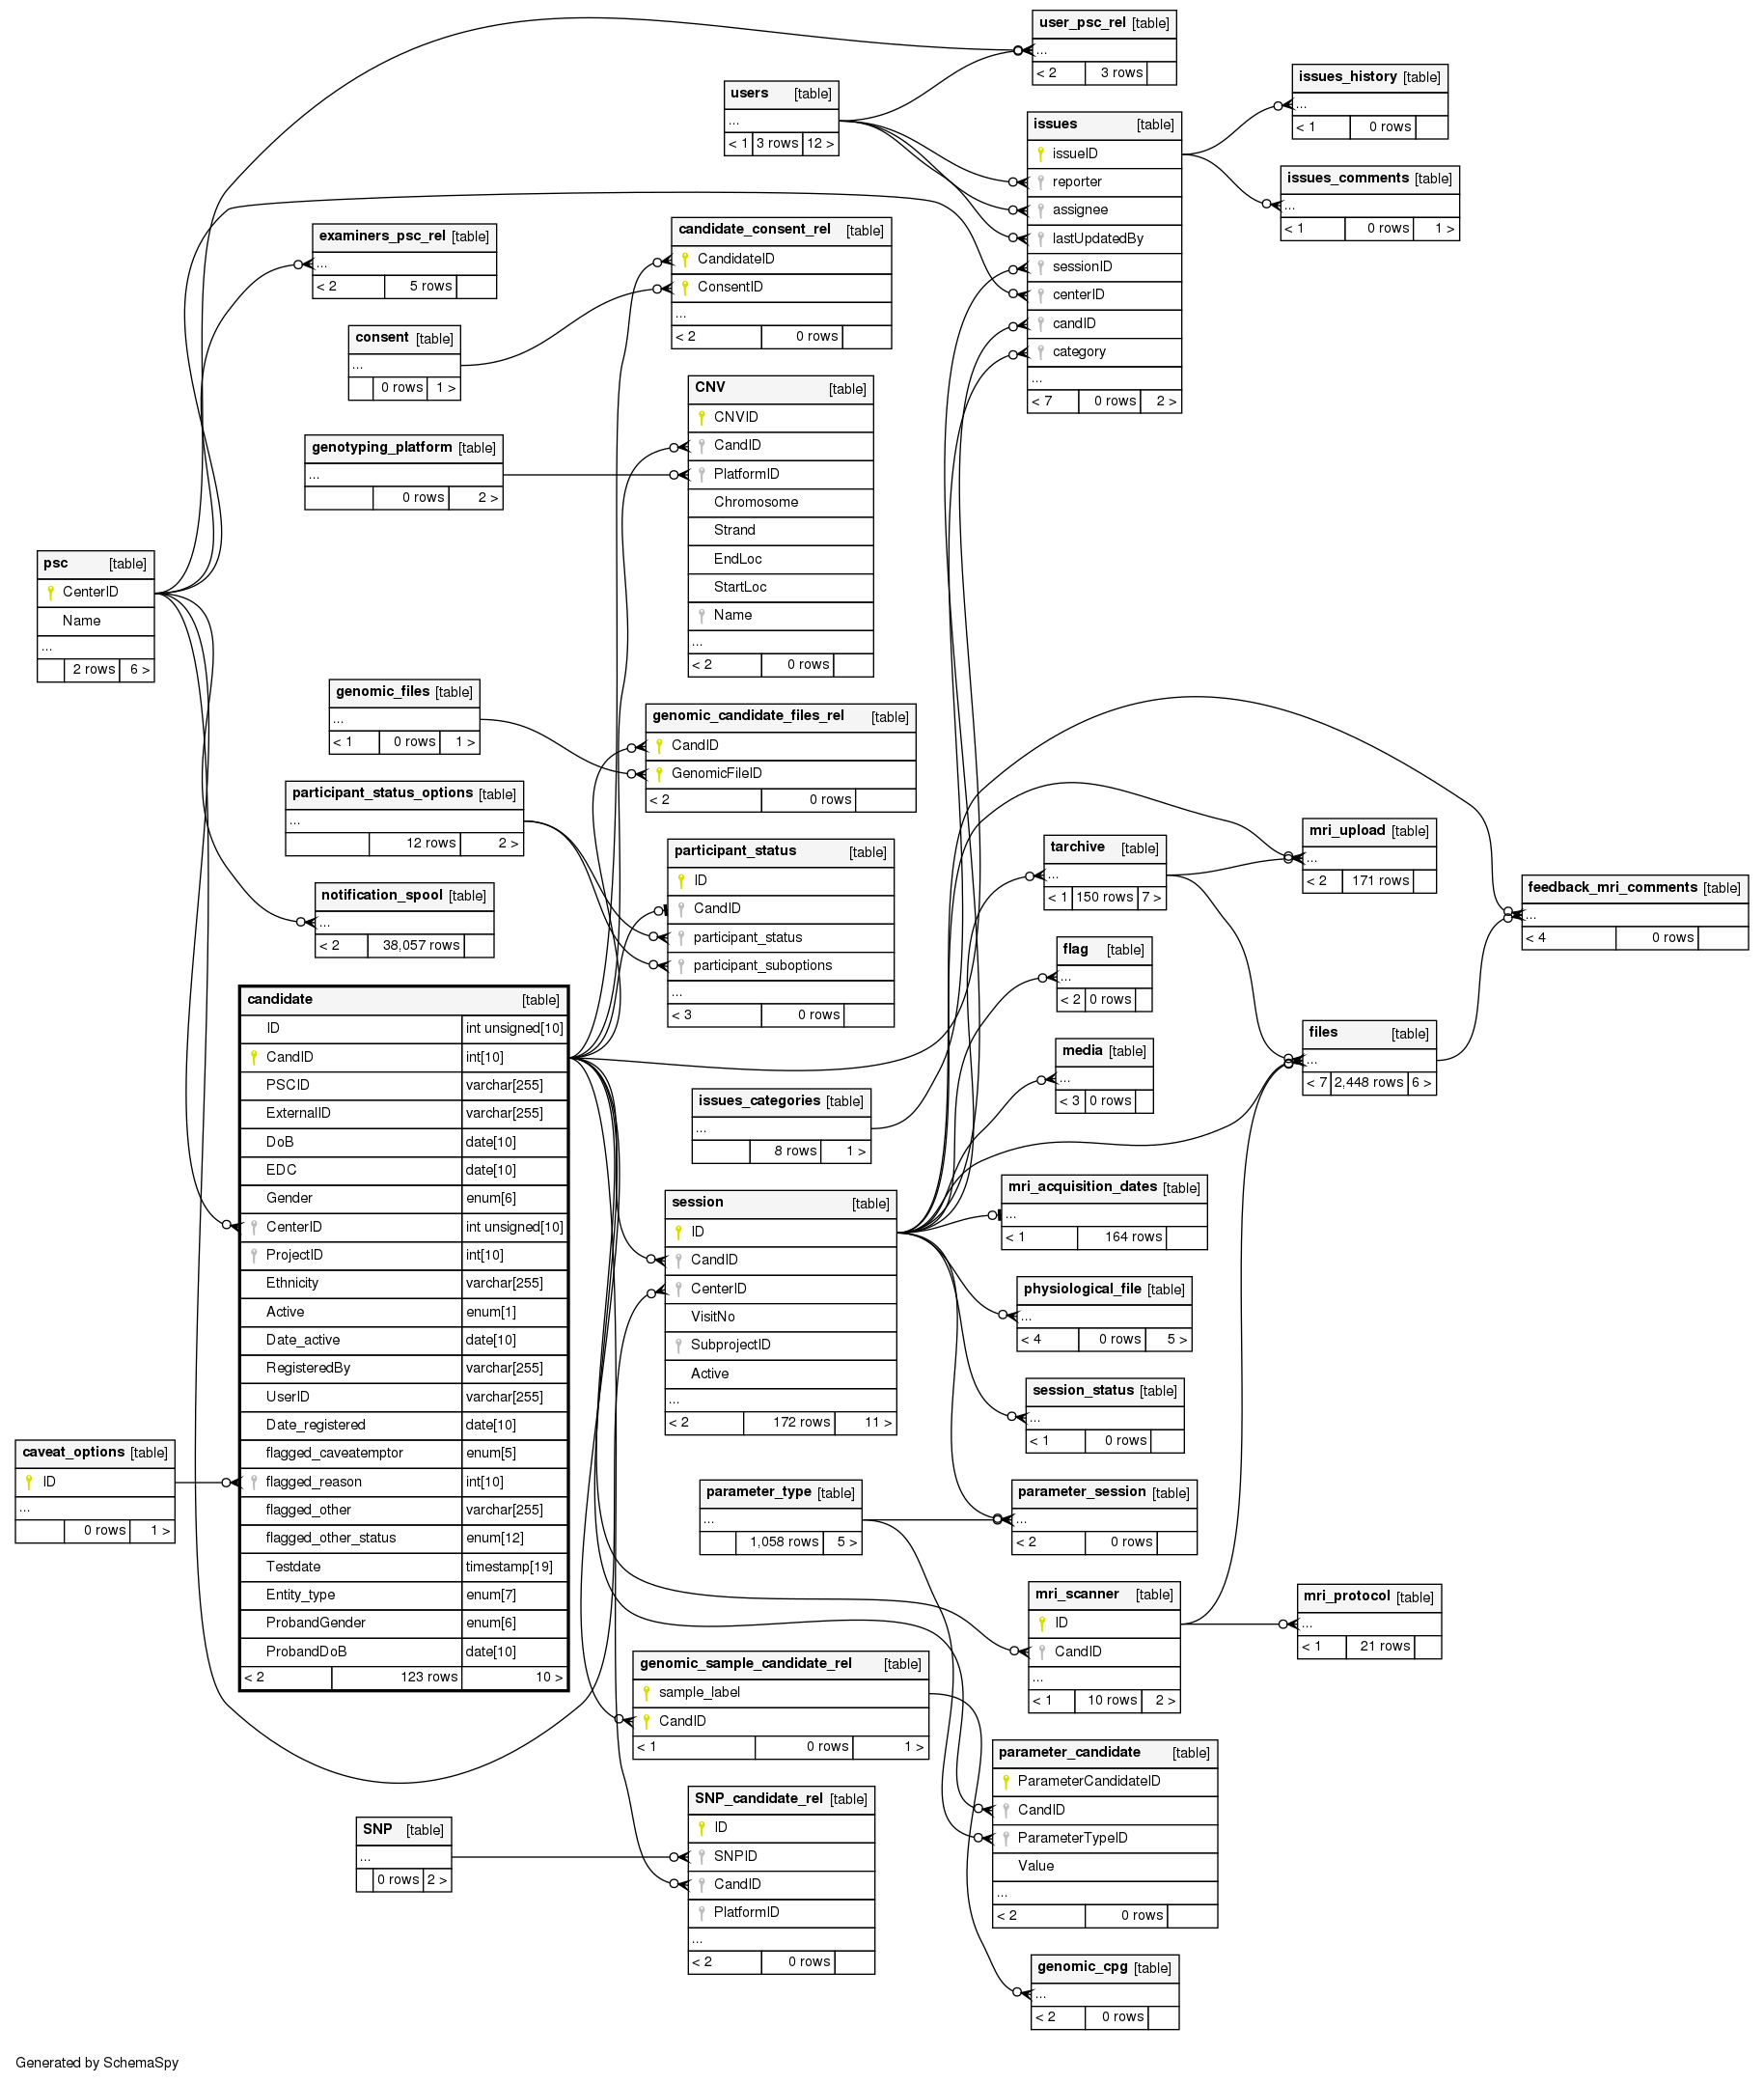 user_psc_rel [table]
...
< 2 3 rows
users [table]
...
< 1 3 rows 12 >
issues_history [table]
...
< 1 0 rows
issues [table]
issueID
reporter
assignee
lastUpdatedBy
sessionID
centerID
candID
category
...
< 7 0 rows 2 >
issues_comments [table]
...
< 1 0 rows 1 >
examiners_psc_rel [table]
...
< 2 5 rows
candidate_consent_rel [table]
CandidateID
ConsentID
...
< 2 0 rows
consent [table]
...
0 rows 1 >
CNV [table]
CNVID
CandID
PlatformID
Chromosome
Strand
EndLoc
StartLoc
Name
...
< 2 0 rows
genotyping_platform [table]
...
0 rows 2 >
psc [table]
CenterID
Name
...
2 rows 6 >
genomic_files [table]
...
< 1 0 rows 1 >
genomic_candidate_files_rel [table]
CandID
GenomicFileID
< 2 0 rows
participant_status_options [table]
...
12 rows 2 >
participant_status [table]
ID
CandID
participant_status
participant_suboptions
...
< 3 0 rows
tarchive [table]
...
< 1 150 rows 7 >
mri_upload [table]
...
< 2 171 rows
feedback_mri_comments [table]
...
< 4 0 rows
notification_spool [table]
...
< 2 38,057 rows
flag [table]
...
< 2 0 rows
candidate [table]
ID int unsigned[10]
CandID int[10]
PSCID varchar[255]
ExternalID varchar[255]
DoB date[10]
EDC date[10]
Gender enum[6]
CenterID int unsigned[10]
ProjectID int[10]
Ethnicity varchar[255]
Active enum[1]
Date_active date[10]
RegisteredBy varchar[255]
UserID varchar[255]
Date_registered date[10]
flagged_caveatemptor enum[5]
flagged_reason int[10]
flagged_other varchar[255]
flagged_other_status enum[12]
Testdate timestamp[19]
Entity_type enum[7]
ProbandGender enum[6]
ProbandDoB date[10]
< 2 123 rows 10 >
files [table]
...
< 7 2,448 rows 6 >
media [table]
...
< 3 0 rows
issues_categories [table]
...
8 rows 1 >
mri_acquisition_dates [table]
...
< 1 164 rows
session [table]
ID
CandID
CenterID
VisitNo
SubprojectID
Active
...
< 2 172 rows 11 >
physiological_file [table]
...
< 4 0 rows 5 >
session_status [table]
...
< 1 0 rows
caveat_options [table]
ID
...
0 rows 1 >
parameter_type [table]
...
1,058 rows 5 >
parameter_session [table]
...
< 2 0 rows
mri_scanner [table]
ID
CandID
...
< 1 10 rows 2 >
mri_protocol [table]
...
< 1 21 rows
genomic_sample_candidate_rel [table]
sample_label
CandID
< 1 0 rows 1 >
parameter_candidate [table]
ParameterCandidateID
CandID
ParameterTypeID
Value
...
< 2 0 rows
SNP_candidate_rel [table]
ID
SNPID
CandID
PlatformID
...
< 2 0 rows
SNP [table]
...
0 rows 2 >
genomic_cpg [table]
...
< 2 0 rows
Generated by SchemaSpy